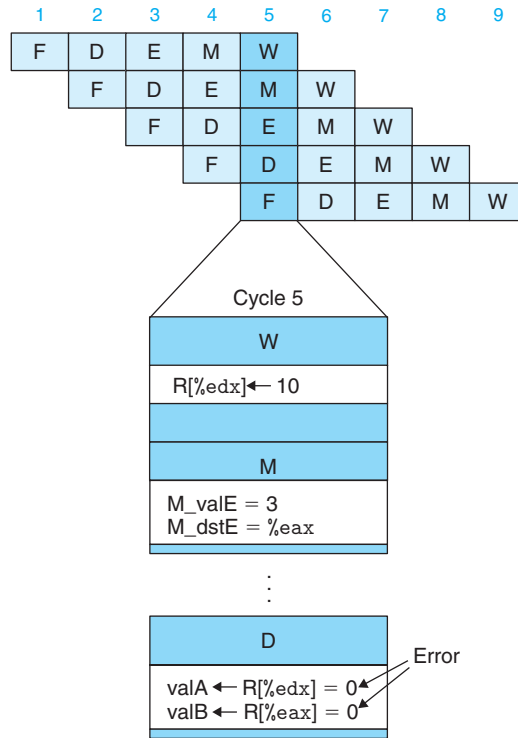 1 2 3 4 5 6 7 8 9
F D E M W
F D E M W
F D E M W
F D E M W
F D E M W
Cycle 5
W
R[%edx] ← 10
M
M_valE = 3
M_dstE = %eax
D
Error
valA ← R[%edx] = 0
valB ← R[%eax] = 0